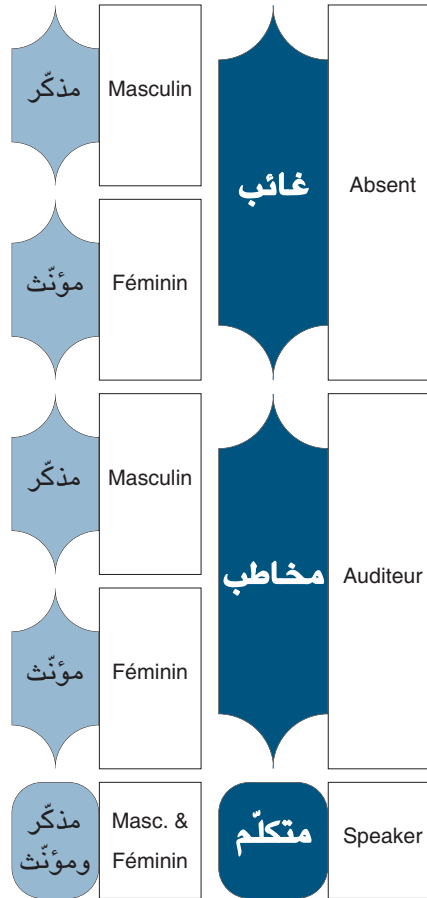 مذكّر
Masculin
غائب
Absent
مؤنّث
Féminin
مذكّر
Masculin
مخاطب
Auditeur
مؤنّث
Féminin
مذكّر
ومؤنّث
Masc. &
Féminin
متكلّم
Speaker